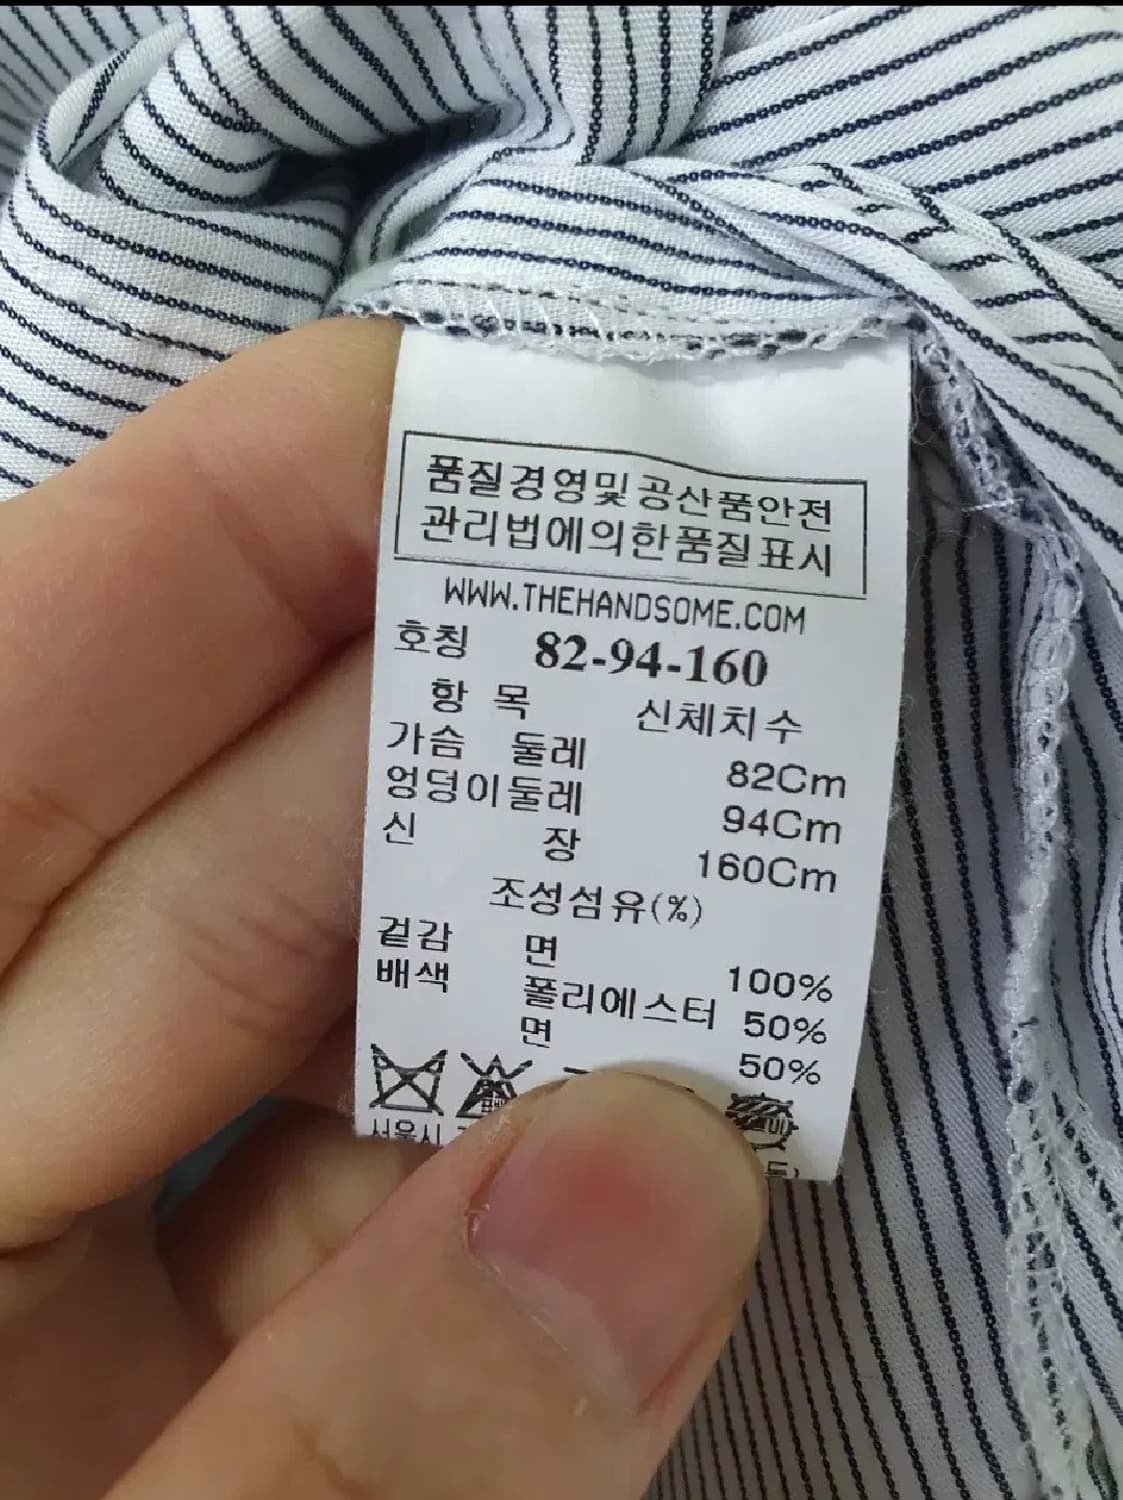 품질경영및공산품안전
관리법에의한품질표시
WWW.THEHANDSOME.COM
호칭 82-94-160
항 목 신체치수
가슴 둘레 82Cm
엉덩이둘레 94Cm
신 장 160Cm
조성섬유(%)
겉감 면 100%
배색 폴리에스터 50%
면 50%
서울시